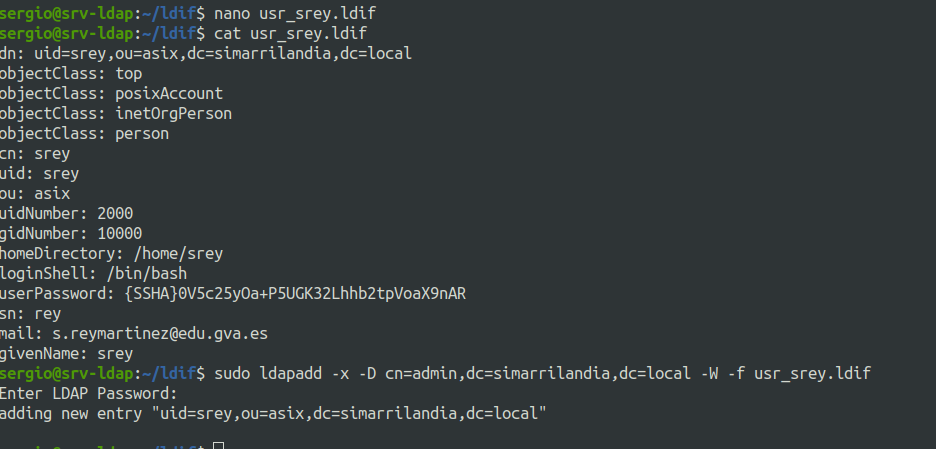 sergio@srv-ldap:~/ldif$ nano usr_srey.ldif
sergio@srv-ldap:~/ldif$ cat usr_srey.ldif
dn: uid=srey,ou=asix,dc=simarrilandia,dc=local
objectClass: top
objectClass: posixAccount
objectClass: inetOrgPerson
objectClass: person
cn: srey
uid: srey
ou: asix
uidNumber: 2000
gidNumber: 10000
homeDirectory: /home/srey
loginShell: /bin/bash
userPassword: {SSHA}0V5c25yOa+P5UGK32Lhhb2tpVoaX9nAR
sn: rey
mail: s.reymartinez@edu.gva.es
givenName: srey
sergio@srv-ldap:~/ldif$ sudo ldapadd -x -D cn=admin,dc=simarrilandia,dc=local -W -f usr_srey.ldif
Enter LDAP Password:
adding new entry "uid=srey,ou=asix,dc=simarrilandia,dc=local"
sergio@srv-ldap:~/ldif$